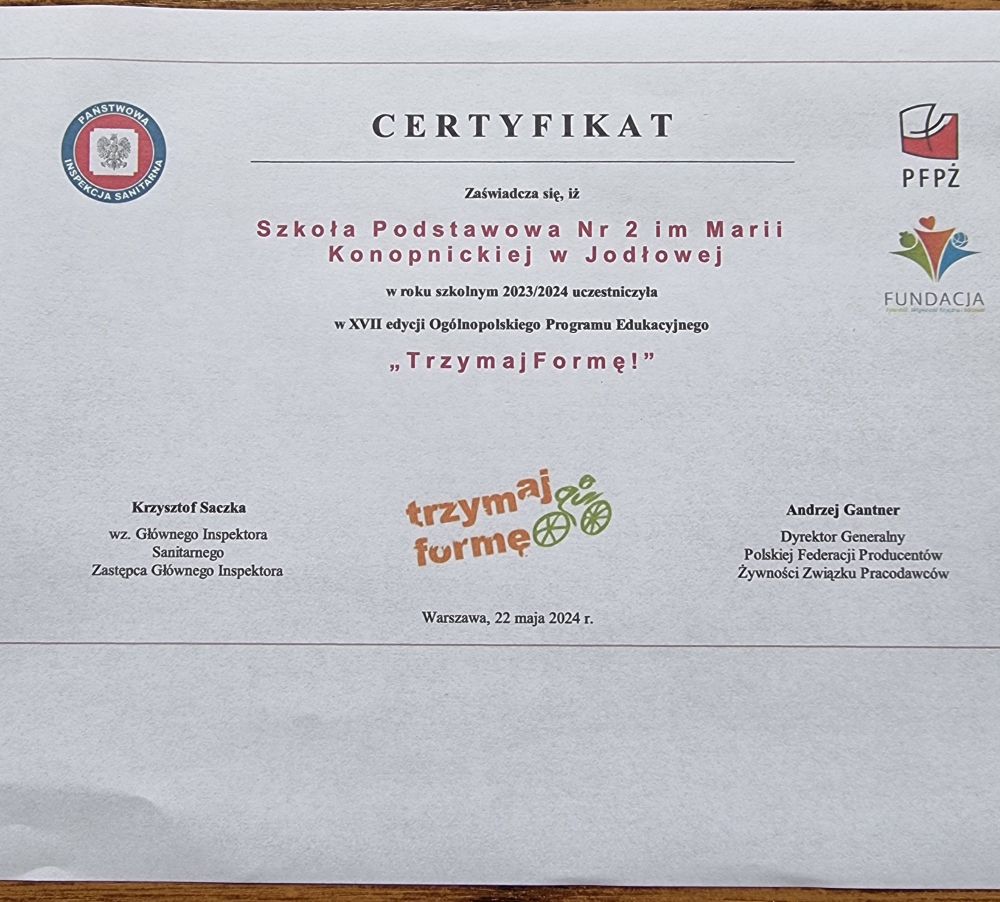 PAŃSTWOWA
INSPEKCJA SANITARNA
CERTYFIKAT
PFPŻ
Zaświadcza się, iż
Szkoła Podstawowa Nr 2 im Marii
Konopnickiej w Jodłowej
FUNDACJA
w roku szkolnym 2023/2024 uczestniczyła
w XVII edycji Ogólnopolskiego Programu Edukacyjnego
„TrzymajFormę!”
trzymaj
formę
Krzysztof Saczka
wz. Głównego Inspektora
Sanitarnego
Zastępca Głównego Inspektora
Andrzej Gantner
Dyrektor Generalny
Polskiej Federacji Producentów
Żywności Związku Pracodawców
Warszawa, 22 maja 2024 r.